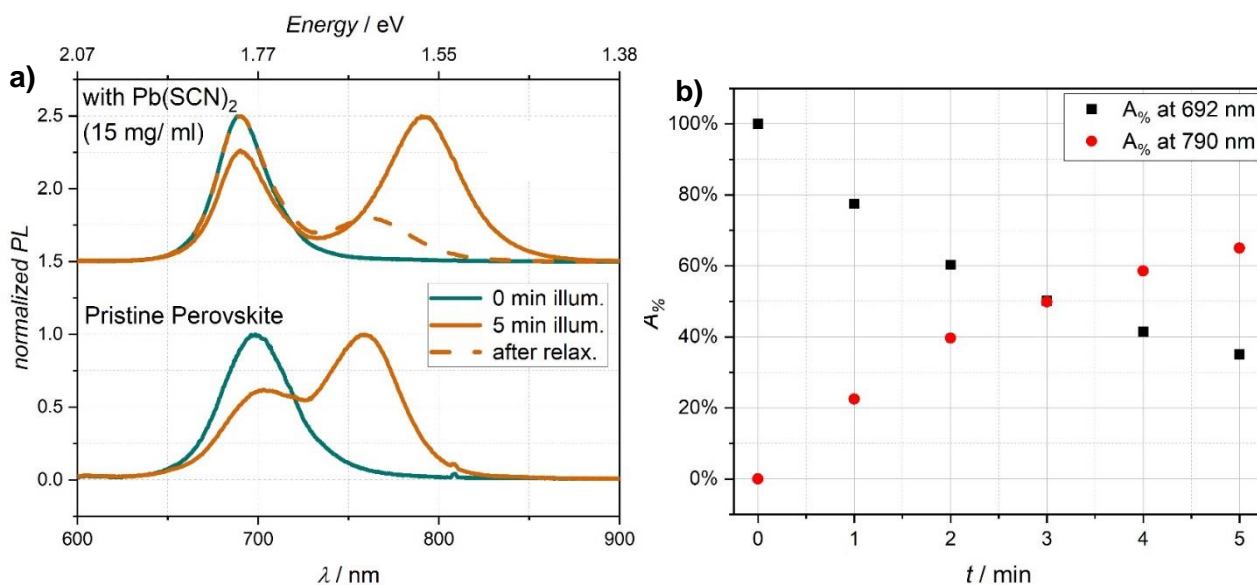 a)
Energy / eV
2.07 1.77 1.55 1.38
with Pb(SCN)2
(15 mg/ ml)
2.5
2.0
1.5
1.0
0.5
0.0
normalized PL
Pristine Perovskite
0 min illum.
5 min illum.
after relax.
600 700 800 900
λ / nm
b)
A% at 692 nm
A% at 790 nm
100%
80%
60%
40%
20%
0%
A%
0 1 2 3 4 5
t / min